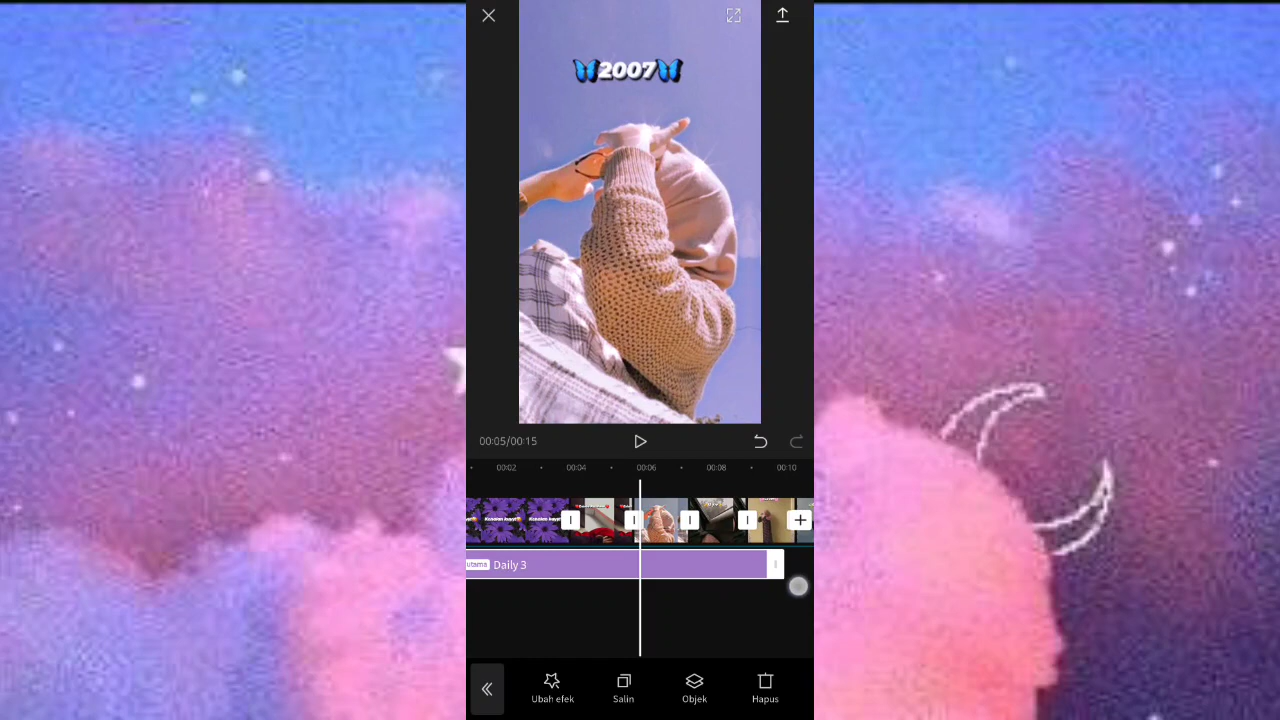 2007
00:05/00:15
00:02
00:04
00:06
00:08
00:10
utama
Daily 3
Ubah efek
Salin
Objek
Hapus